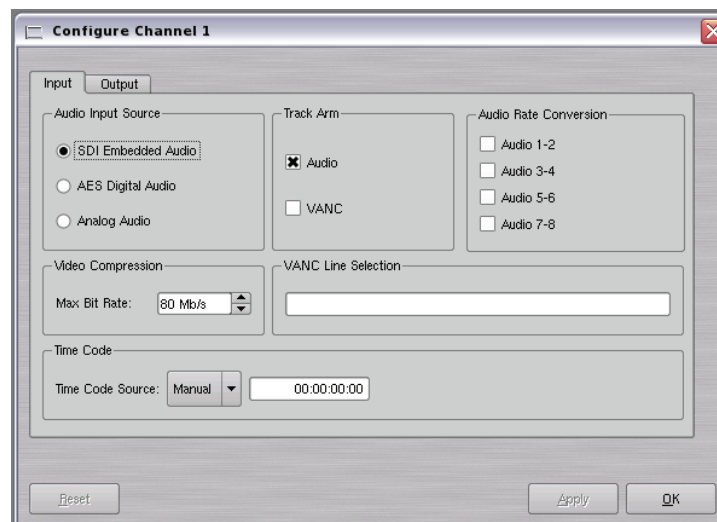 Configure Channel 1
Input
Output
Audio Input Source
SDI Embedded Audio
AES Digital Audio
Analog Audio
Track Arm
Audio
VANC
Audio Rate Conversion
Audio 1-2
Audio 3-4
Audio 5-6
Audio 7-8
Video Compression
Max Bit Rate: 80 Mb/s
VANC Line Selection
Time Code
Time Code Source: Manual 00:00:00:00
Reset
Apply
OK